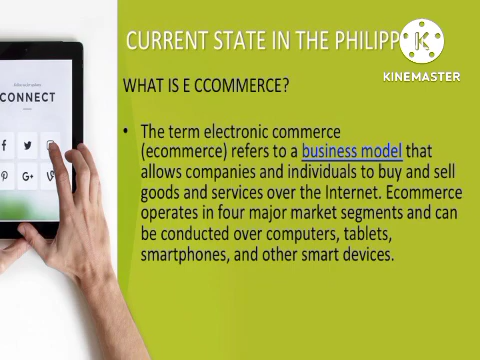 CURRENT STATE IN THE PHILIPP
KINEMASTER
WHAT IS E CCOMMERCE?
• The term electronic commerce
(ecommerce) refers to a business model that
allows companies and individuals to buy and sell
goods and services over the Internet. Ecommerce
operates in four major market segments and can
be conducted over computers, tablets,
smartphones, and other smart devices.
CONNECT